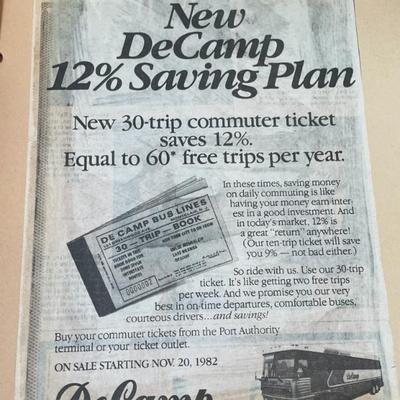 New
DeCamp
12% Saving Plan
New 30-trip commuter ticket
saves 12%.
Equal to 60* free trips per year.
In these times, saving money
on daily commuting is like
having your money earn inter-
est in a good investment. And
in today's market, 12% is
a great "return" anywhere!
(Our ten-trip ticket will save
you 9% — not bad either.)
DE CAMP BUS LINES
30 - TRIP - BOOK
So ride with us. Use our 30-trip
ticket. It's like getting two free trips
per week. And we promise you our very
best in on-time departures, comfortable buses,
courteous drivers...and savings!
Buy your commuter tickets from the Port Authority
terminal or your ticket outlet.
ON SALE STARTING NOV. 20, 1982
DeCamp